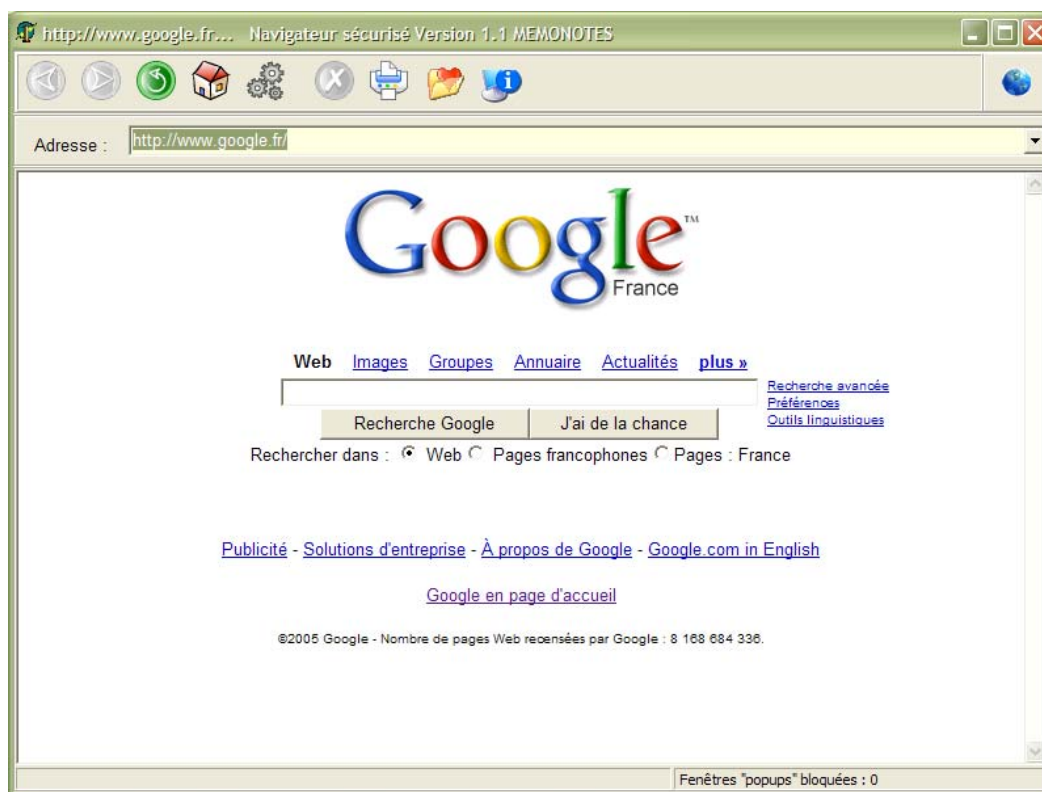 http://www.google.fr... Navigateur sécurisé Version 1.1 MEMONOTES
Adresse : http://www.google.fr/
Google™
France
Web Images Groupes Annuaire Actualités plus »
Recherche avancée
Préférences
Outils linguistiques
Recherche Google J'ai de la chance
Rechercher dans : Web Pages francophones Pages : France
Publicité - Solutions d'entreprise - À propos de Google - Google.com in English
Google en page d'accueil
©2005 Google - Nombre de pages Web recensées par Google : 8 168 684 336.
Fenêtres "popups" bloquées : 0